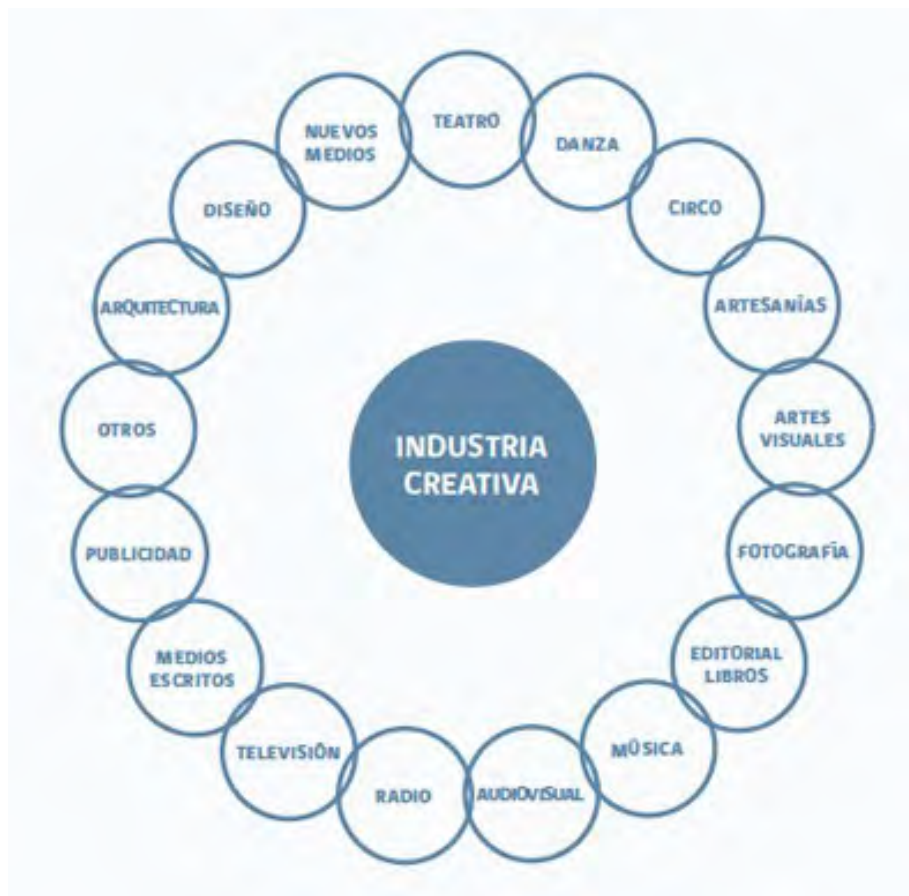 TEATRO
DANZA
CIRCO
ARTESANÍAS
ARTES
VISUALES
FOTOGRAFÍA
EDITORIAL
LIBROS
MÚSICA
AUDIOVISUAL
RADIO
TELEVISIÓN
MEDIOS
ESCRITOS
PUBLICIDAD
OTROS
ARQUITECTURA
DISEÑO
NUEVOS
MEDIOS
INDUSTRIA
CREATIVA